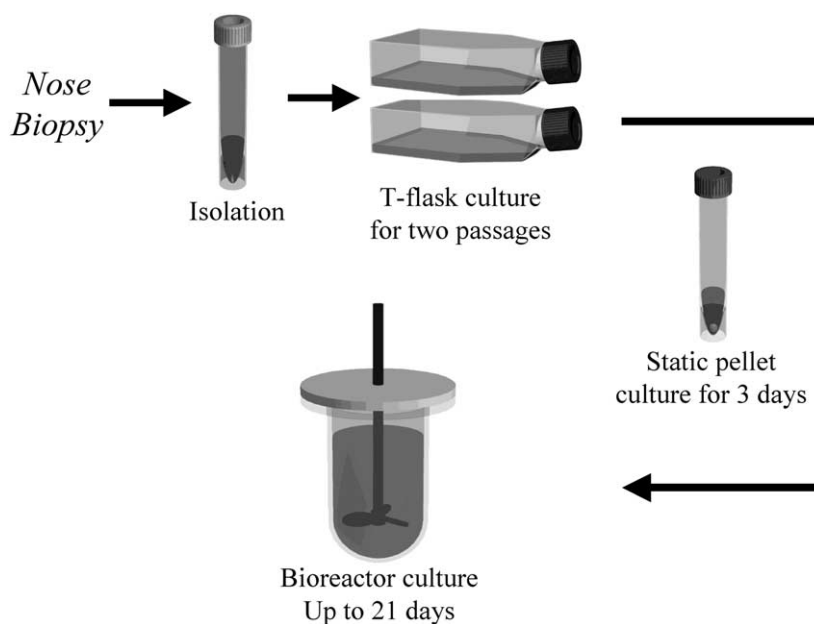 Nose
Biopsy
Isolation
T-flask culture
for two passages
Static pellet
culture for 3 days
Bioreactor culture
Up to 21 days